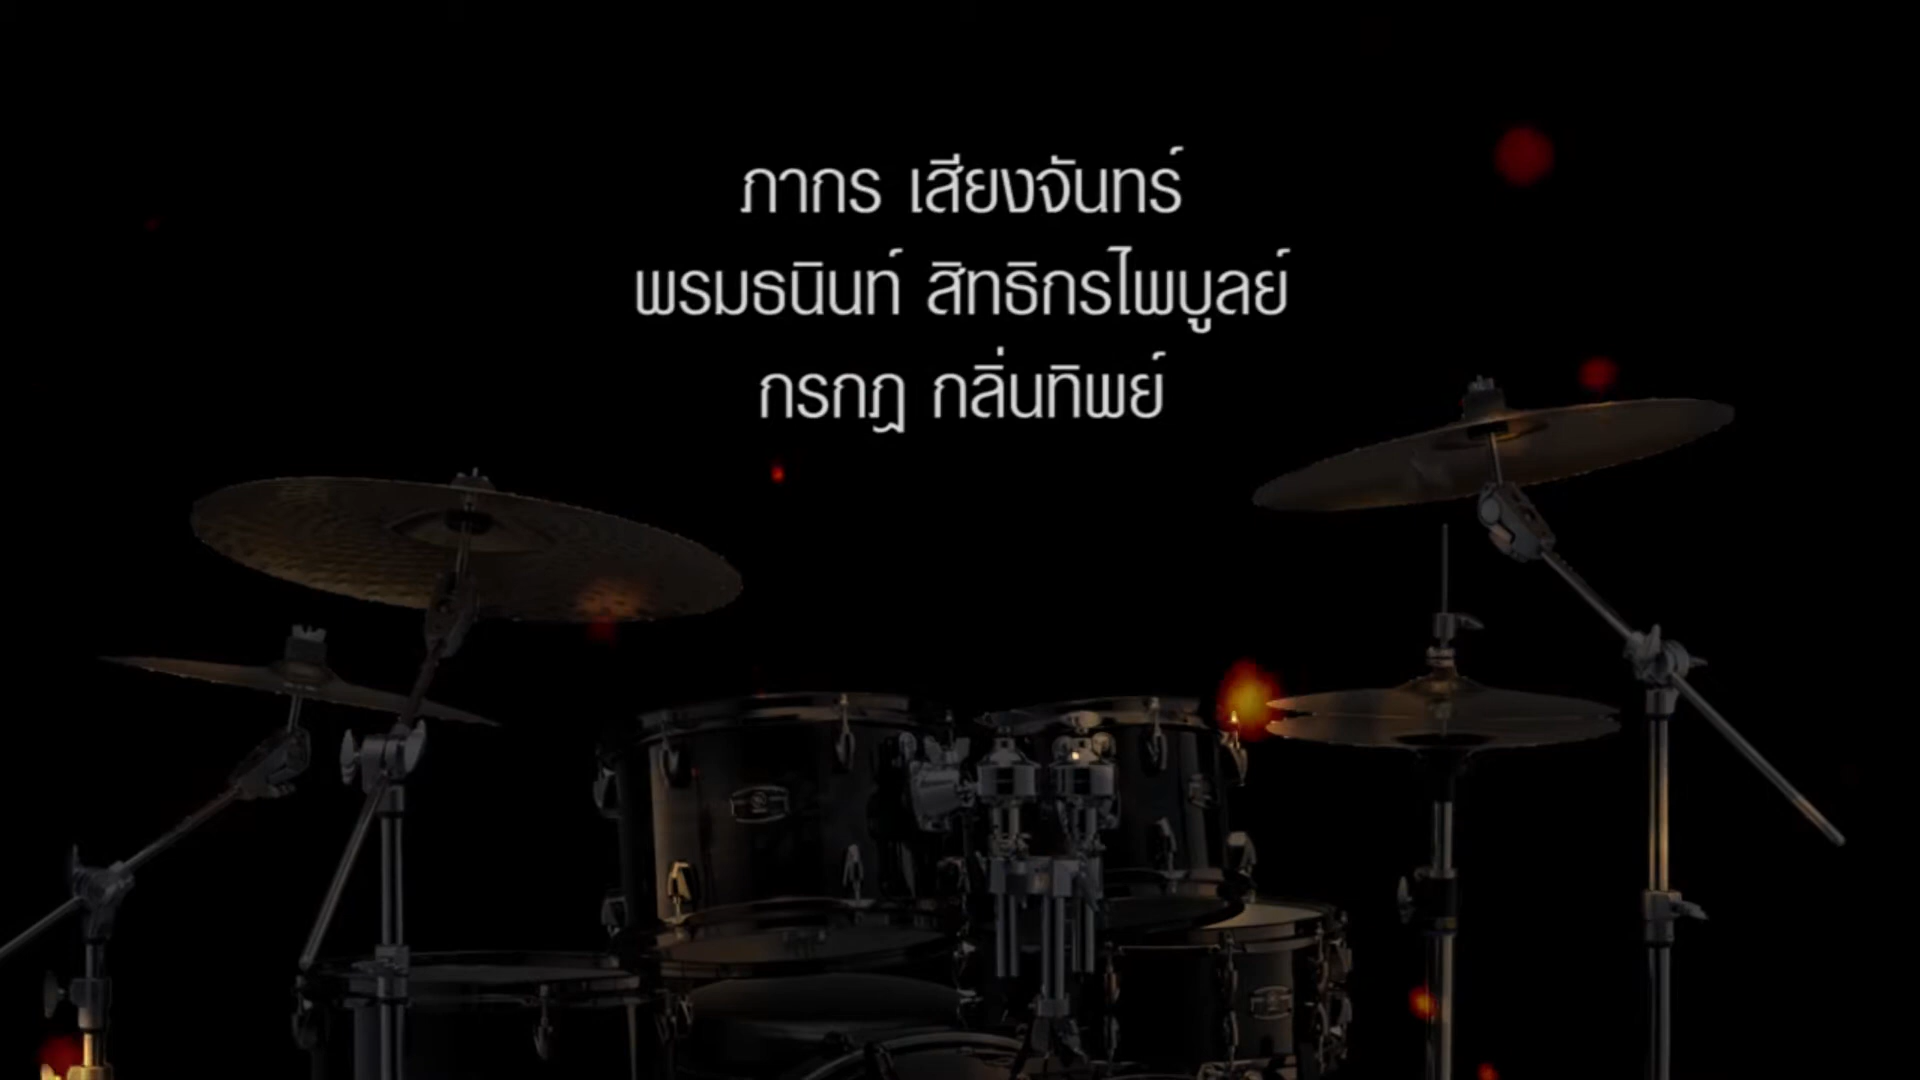 ภากร เสียงจันทร์
พรมธนินท์ สิทธิกรไพบูลย์
กรกฎ กลิ่นทิพย์